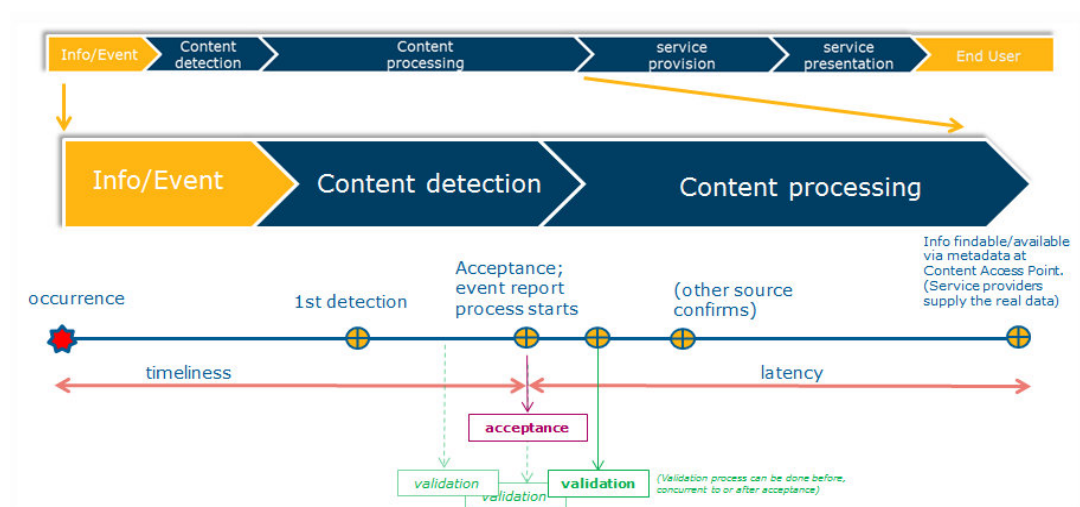 Info/Event
Content
detection
Content
processing
service
provision
service
presentation
End User
Info/Event
Content detection
Content processing
occurrence
1st detection
Acceptance;
event report
process starts
(other source
confirms)
Info findable/available
via metadata at
Content Access Point.
(Service providers
supply the real data)
timeliness
latency
acceptance
validation
validation
validation
(Validation process can be done before,
concurrent to or after acceptance)